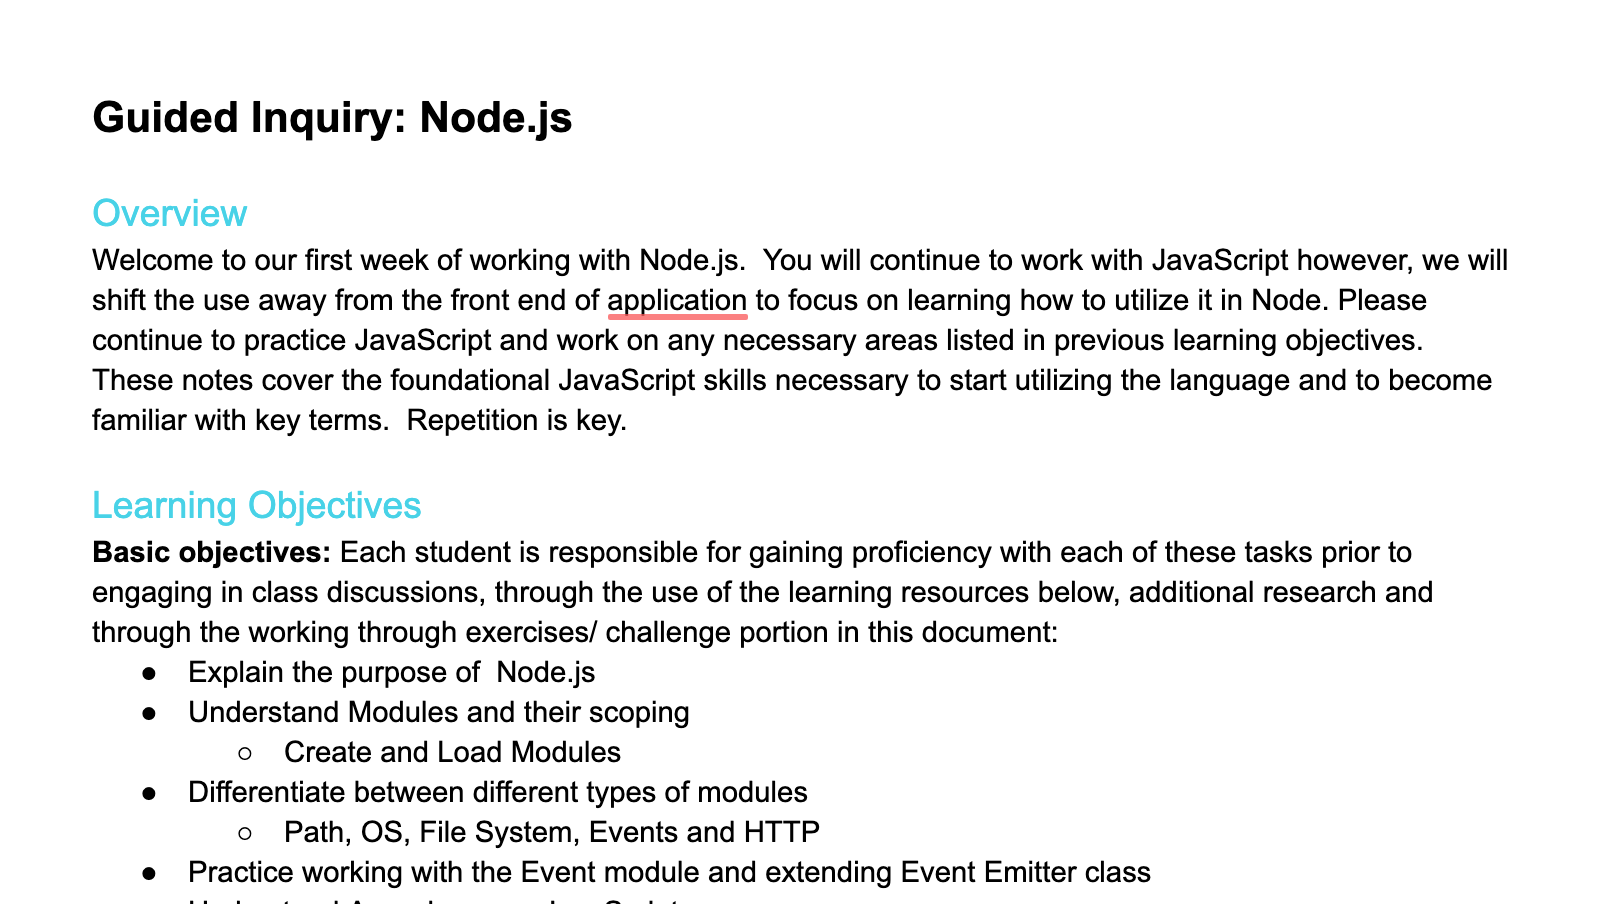 Guided Inquiry: Node.js
Overview
Welcome to our first week of working with Node.js.  You will continue to work with JavaScript however, we will
shift the use away from the front end of application to focus on learning how to utilize it in Node. Please
continue to practice JavaScript and work on any necessary areas listed in previous learning objectives.
These notes cover the foundational JavaScript skills necessary to start utilizing the language and to become
familiar with key terms.  Repetition is key.
Learning Objectives
Basic objectives: Each student is responsible for gaining proficiency with each of these tasks prior to
engaging in class discussions, through the use of the learning resources below, additional research and
through the working through exercises/ challenge portion in this document:
● Explain the purpose of  Node.js
● Understand Modules and their scoping
○ Create and Load Modules
● Differentiate between different types of modules
○ Path, OS, File System, Events and HTTP
● Practice working with the Event module and extending Event Emitter class